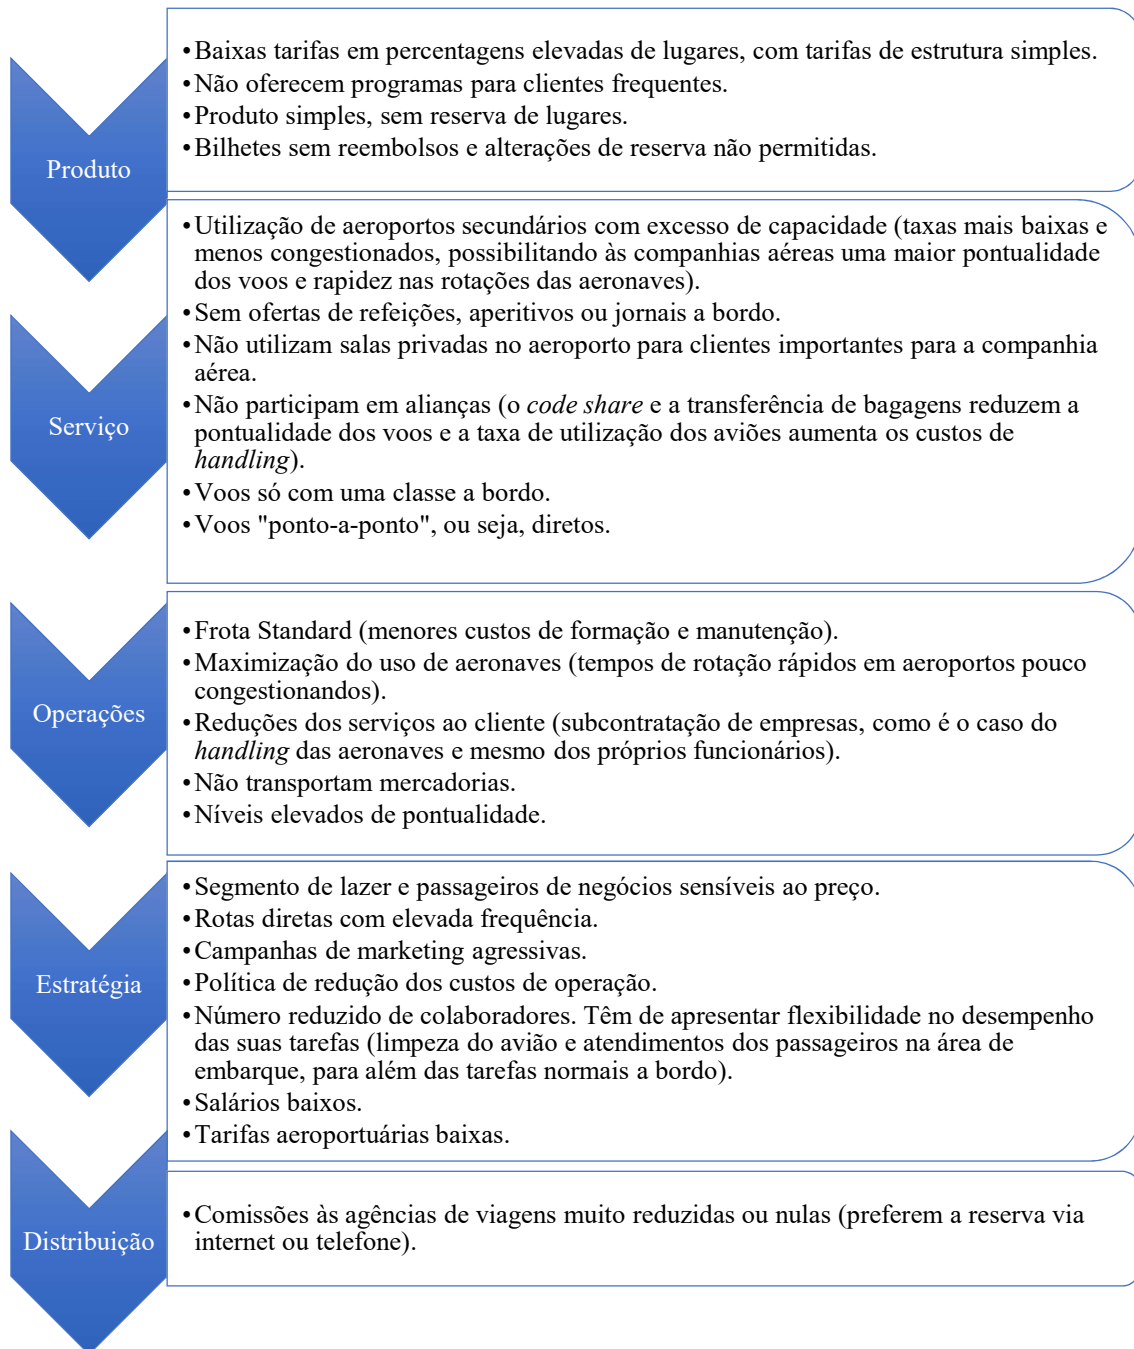 Produto
•Baixas tarifas em percentagens elevadas de lugares, com tarifas de estrutura simples.
•Não oferecem programas para clientes frequentes.
•Produto simples, sem reserva de lugares.
•Bilhetes sem reembolsos e alterações de reserva não permitidas.
Serviço
•Utilização de aeroportos secundários com excesso de capacidade (taxas mais baixas e
menos congestionados, possibilitando às companhias aéreas uma maior pontualidade
dos voos e rapidez nas rotações das aeronaves).
•Sem ofertas de refeições, aperitivos ou jornais a bordo.
•Não utilizam salas privadas no aeroporto para clientes importantes para a companhia
aérea.
•Não participam em alianças (o code share e a transferência de bagagens reduzem a
pontualidade dos voos e a taxa de utilização dos aviões aumenta os custos de
handling).
•Voos só com uma classe a bordo.
•Voos "ponto-a-ponto", ou seja, diretos.
Operações
•Frota Standard (menores custos de formação e manutenção).
•Maximização do uso de aeronaves (tempos de rotação rápidos em aeroportos pouco
congestionandos).
•Reduções dos serviços ao cliente (subcontratação de empresas, como é o caso do
handling das aeronaves e mesmo dos próprios funcionários).
•Não transportam mercadorias.
•Níveis elevados de pontualidade.
Estratégia
•Segmento de lazer e passageiros de negócios sensíveis ao preço.
•Rotas diretas com elevada frequência.
•Campanhas de marketing agressivas.
•Política de redução dos custos de operação.
•Número reduzido de colaboradores. Têm de apresentar flexibilidade no desempenho
das suas tarefas (limpeza do avião e atendimentos dos passageiros na área de
embarque, para além das tarefas normais a bordo).
•Salários baixos.
•Tarifas aeroportuárias baixas.
Distribuição
•Comissões às agências de viagens muito reduzidas ou nulas (preferem a reserva via
internet ou telefone).